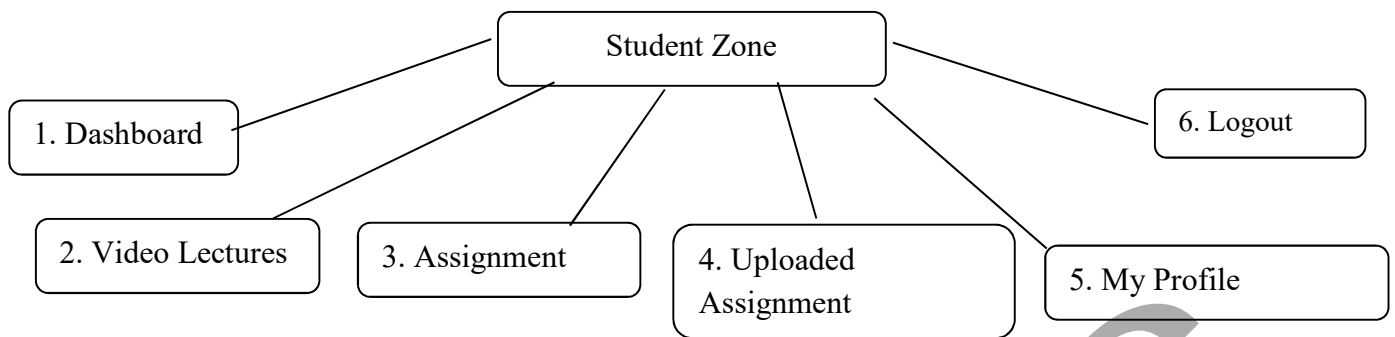 Student Zone
1. Dashboard
6. Logout
2. Video Lectures
3. Assignment
4. Uploaded
Assignment
5. My Profile